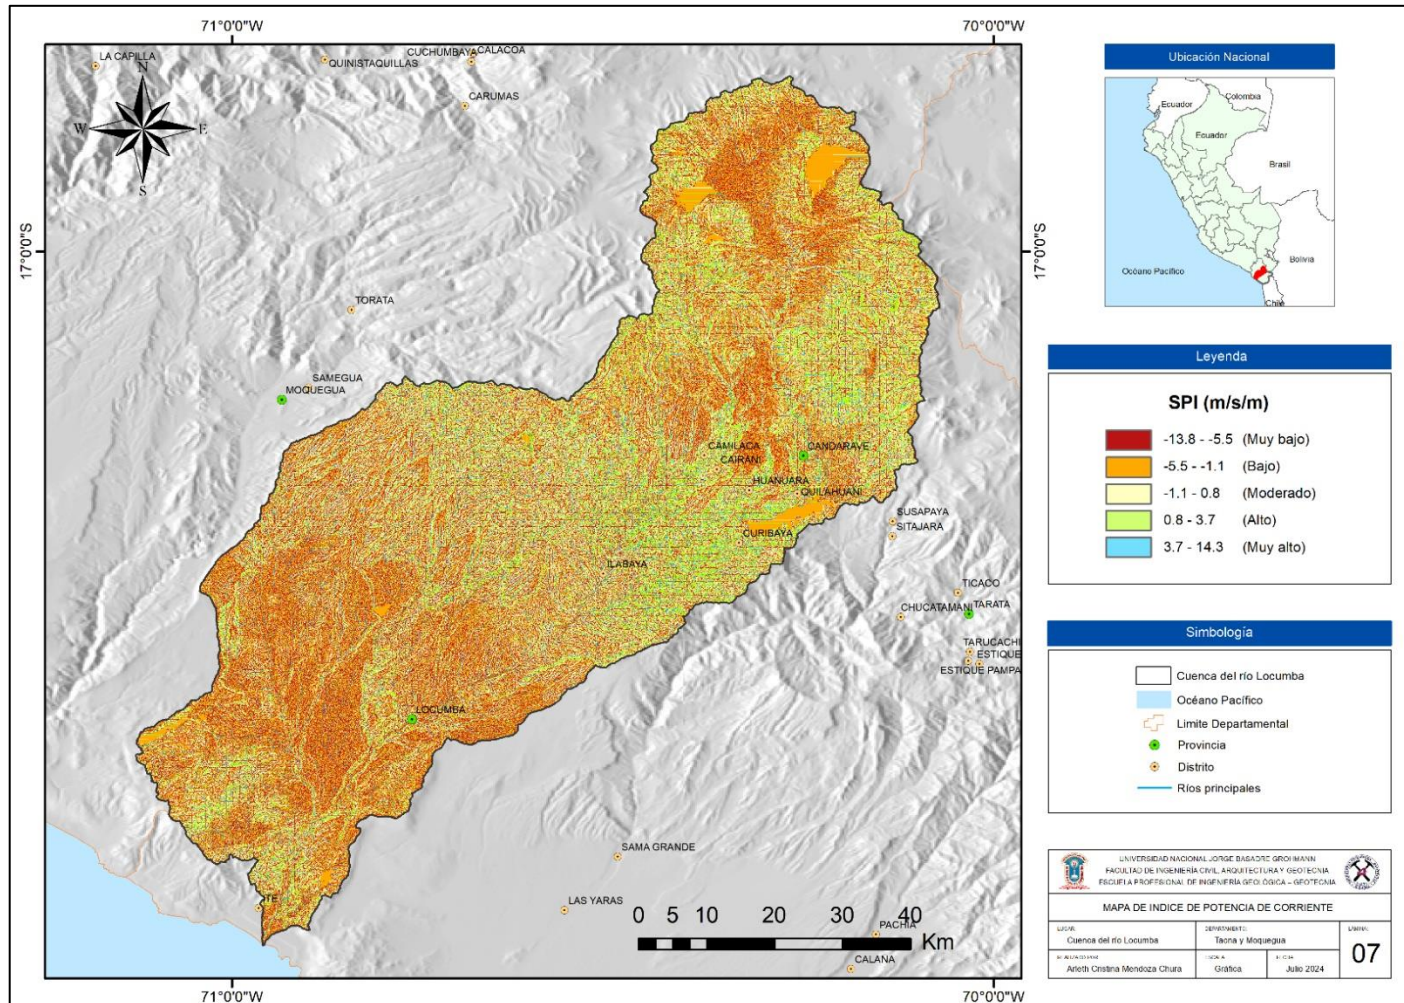 71°0'0"W
70°0'0"W
LA CAPILLA
QUINISTAQUILLAS
CUCHUMBAYA
CALACOA
CARUMAS
N
W
E
S
17°0'0"S
17°0'0"S
TORATA
SAMEGUA
MOQUEGUA
CAMILACA
CANDARAVE
CAIRANI
HUANUARA
QUILAHUANI
SUSAPAYA
SITAJARA
CURIBAYA
ILABAYA
TICACO
CHUCATAMANI
TARATA
TARUCACHI
ESTIQUE
ESTIQUE PAMPA
LOCUMBA
SAMA GRANDE
LAS YARAS
PACHIA
CALANA
0 5 10 20 30 40
Km
71°0'0"W
70°0'0"W
Ubicación Nacional
Ecuador
Colombia
Ecuador
Brasil
Océano Pacífico
Bolivia
Chile
Leyenda
SPI (m/s/m)
-13.8 - -5.5 (Muy bajo)
-5.5 - -1.1 (Bajo)
-1.1 - 0.8 (Moderado)
0.8 - 3.7 (Alto)
3.7 - 14.3 (Muy alto)
Simbología
Cuenca del río Locumba
Océano Pacífico
Limite Departamental
Provincia
Distrito
Ríos principales
UNIVERSIDAD NACIONAL JORGE BASADRE GROHMANN
FACULTAD DE INGENIERÍA CIVIL, ARQUITECTURA Y GEOTECNIA
ESCUELA PROFESIONAL DE INGENIERÍA GEOLÓGICA – GEOTECNIA
MAPA DE INDICE DE POTENCIA DE CORRIENTE
LUGAR:
Cuenca del río Locumba
DEPARTAMENTO:
Tacna y Moquegua
LAMINA:
07
Arleth Cristina Mendoza Chura
Gráfica
Julio 2024